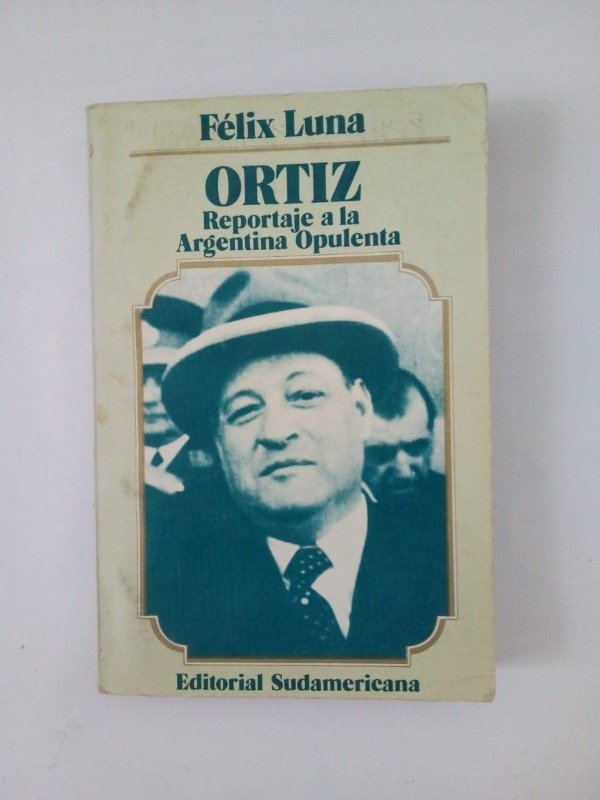 Félix Luna
ORTIZ
Reportaje a la
Argentina Opulenta
Editorial Sudamericana